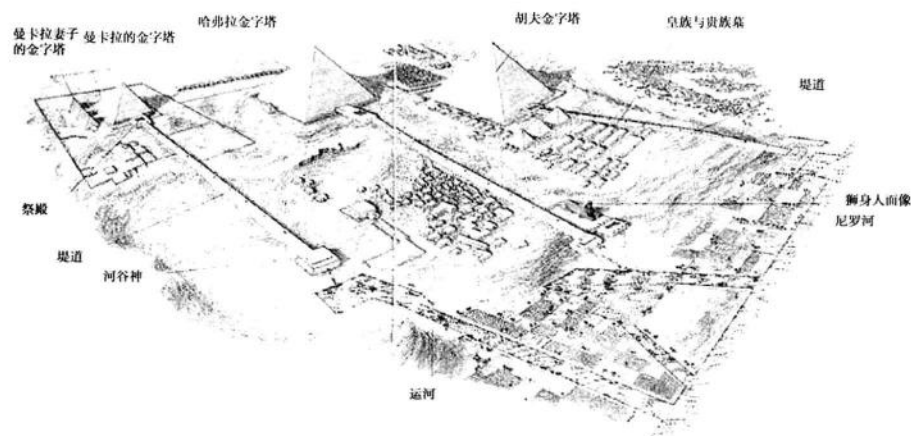 哈弗拉金字塔
胡夫金字塔
皇族与贵族墓
曼卡拉妻子
的金字塔
曼卡拉的金字塔
堤道
狮身人面像
尼罗河
祭殿
堤道
河谷神
运河